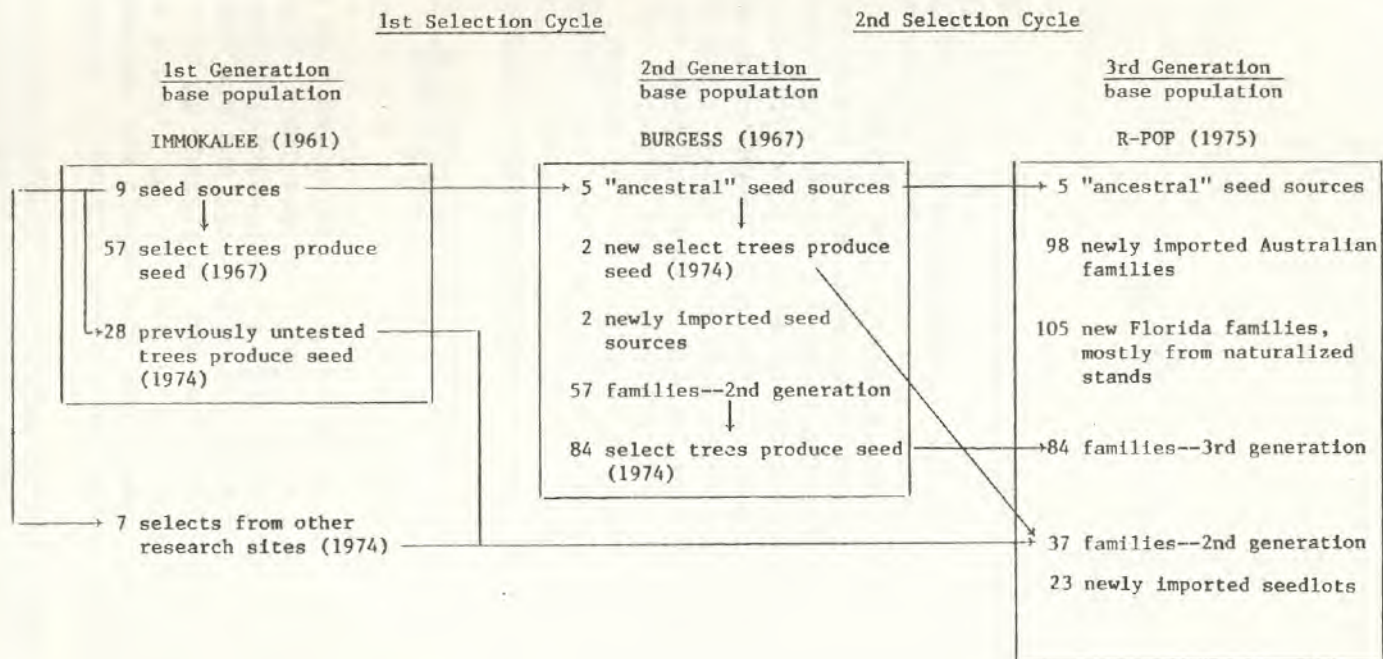 1st Selection Cycle
2nd Selection Cycle
1st Generation
base population
IMMOKALEE (1961)
9 seed sources
57 select trees produce
seed (1967)
28 previously untested
trees produce seed
(1974)
7 selects from other
research sites (1974)
2nd Generation
base population
BURGESS (1967)
5 "ancestral" seed sources
2 new select trees produce
seed (1974)
2 newly imported seed
sources
57 families--2nd generation
84 select trees produce seed
(1974)
3rd Generation
base population
R-POP (1975)
5 "ancestral" seed sources
98 newly imported Australian
families
105 new Florida families,
mostly from naturalized
stands
84 families--3rd generation
37 families--2nd generation
23 newly imported seedlots